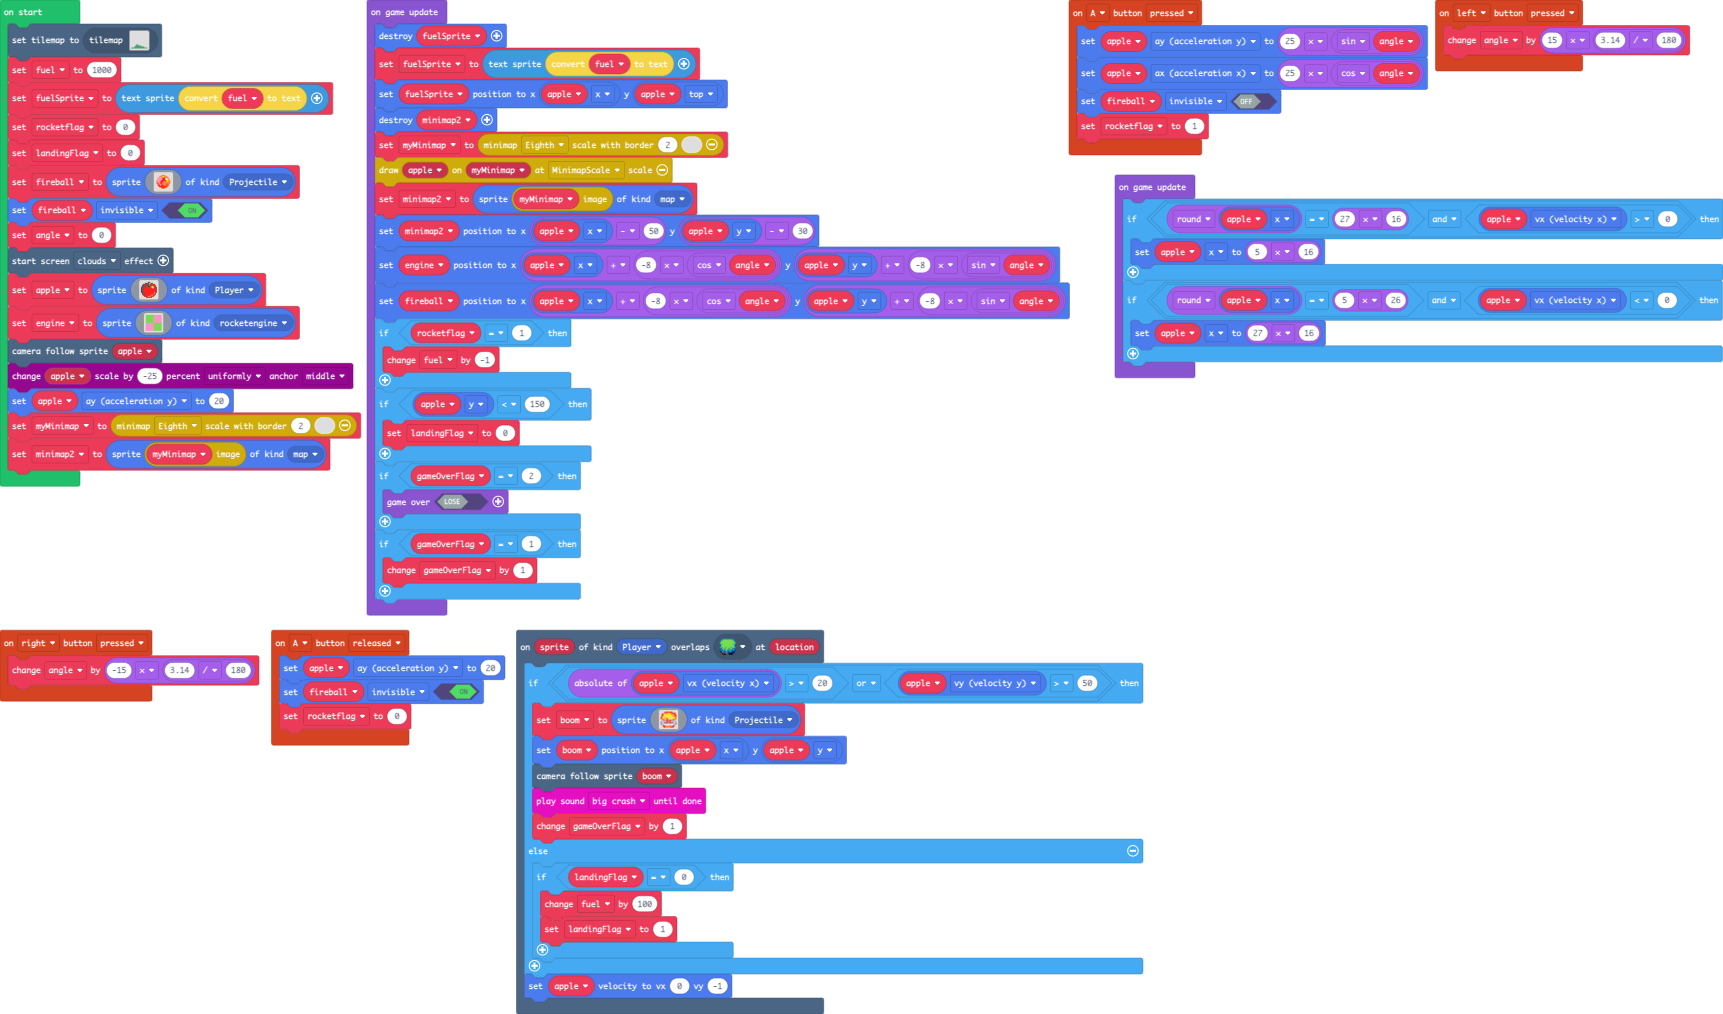 on start
set tilemap to tilemap
set fuel to 1000
set fuelSprite to text sprite convert fuel to text
set rocketflag to 0
set landingFlag to 0
set fireball to sprite of kind Projectile
set fireball invisible ON
set angle to 0
start screen clouds effect
set apple to sprite of kind Player
set engine to sprite of kind rocketengine
camera follow sprite apple
change apple scale by -25 percent uniformly anchor middle
set apple ay (acceleration y) to 20
set myMinimap to minimap Eighth scale with border 2
set minimap2 to sprite myMinimap image of kind map
on game update
destroy fuelSprite
set fuelSprite to text sprite convert fuel to text
set fuelSprite position to x apple x y apple top
destroy minimap2
set myMinimap to minimap Eighth scale with border 2
draw apple on myMinimap at MinimapScale scale
set minimap2 to sprite myMinimap image of kind map
set minimap2 position to x apple x - 50 y apple y - 30
set engine position to x apple x + -8 × cos angle y apple y + -8 × sin angle
set fireball position to x apple x + -8 × cos angle y apple y + -8 × sin angle
if rocketflag = 1 then
change fuel by -1
if apple y < 150 then
set landingFlag to 0
if gameOverFlag = 2 then
game over LOSE
if gameOverFlag = 1 then
change gameOverFlag by 1
on A button pressed
set apple ay (acceleration y) to 25 × sin angle
set apple ax (acceleration x) to 25 × cos angle
set fireball invisible OFF
set rocketflag to 1
on left button pressed
change angle by 15 × 3.14 / 180
on game update
if round apple x = 27 × 16 and apple vx (velocity x) > 0 then
set apple x to 5 × 16
if round apple x = 5 × 26 and apple vx (velocity x) < 0 then
set apple x to 27 × 16
on right button pressed
change angle by -15 × 3.14 / 180
on A button released
set apple ay (acceleration y) to 20
set fireball invisible ON
set rocketflag to 0
on sprite of kind Player overlaps at location
if absolute of apple vx (velocity x) > 20 or apple vy (velocity y) > 50 then
set boom to sprite of kind Projectile
set boom position to x apple x y apple y
camera follow sprite boom
play sound big crash until done
change gameOverFlag by 1
else
if landingFlag = 0 then
change fuel by 100
set landingFlag to 1
set apple velocity to vx 0 vy -1